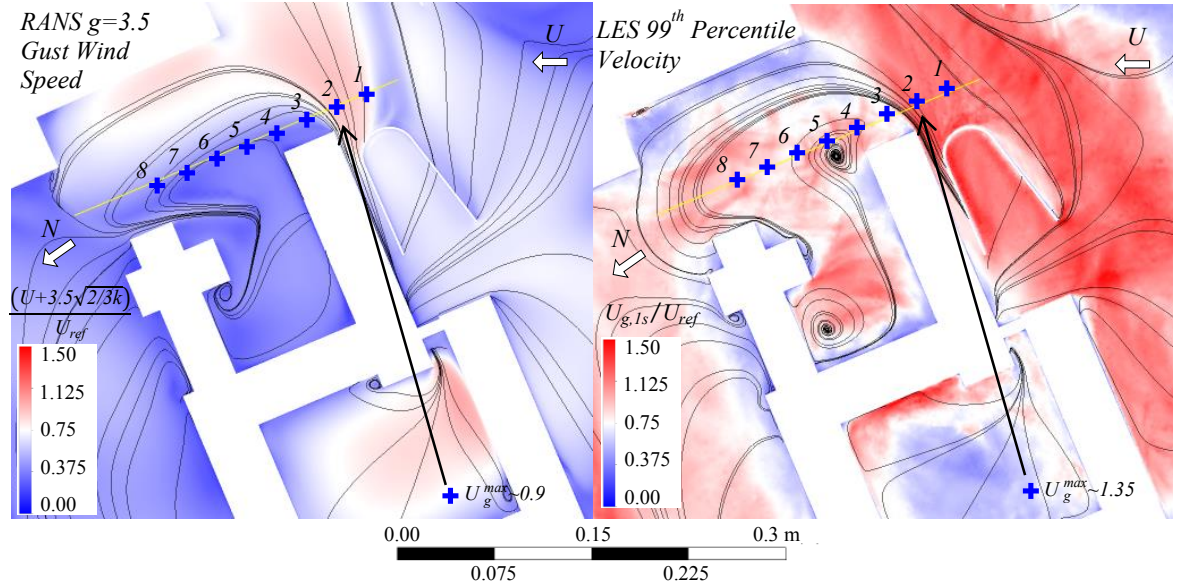 RANS g=3.5
Gust Wind
Speed
U
1
2
3
4
5
6
7
8
N
(U+3.5√2/3k)
U_ref
1.50
1.125
0.75
0.375
0.00
U_g^max~0.9
LES 99th Percentile
Velocity
U
1
2
3
4
5
6
7
8
N
U_g,1s/U_ref
1.50
1.125
0.75
0.375
0.00
U_g^max~1.35
0.00 0.15 0.3 m
0.075 0.225